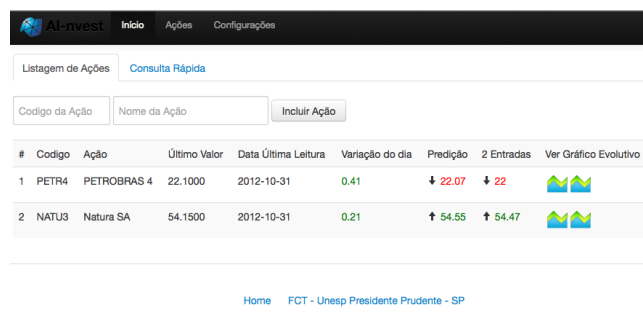 AI-nvest Início Ações Configurações
Listagem de Ações Consulta Rápida
Codigo da Ação Nome da Ação Incluir Ação
# Codigo Ação Último Valor Data Última Leitura Variação do dia Predição 2 Entradas Ver Gráfico Evolutivo
1 PETR4 PETROBRAS 4 22.1000 2012-10-31 0.41 22.07 22
2 NATU3 Natura SA 54.1500 2012-10-31 0.21 54.55 54.47
Home FCT - Unesp Presidente Prudente - SP